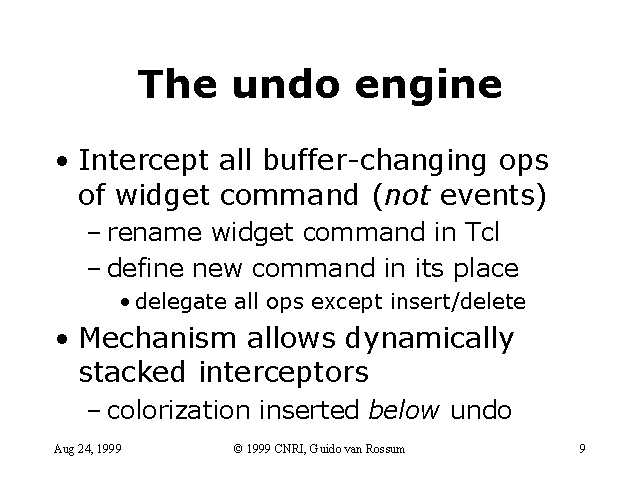 The undo engine
• Intercept all buffer-changing ops
of widget command (not events)
– rename widget command in Tcl
– define new command in its place
• delegate all ops except insert/delete
• Mechanism allows dynamically
stacked interceptors
– colorization inserted below undo
Aug 24, 1999 © 1999 CNRI, Guido van Rossum 9